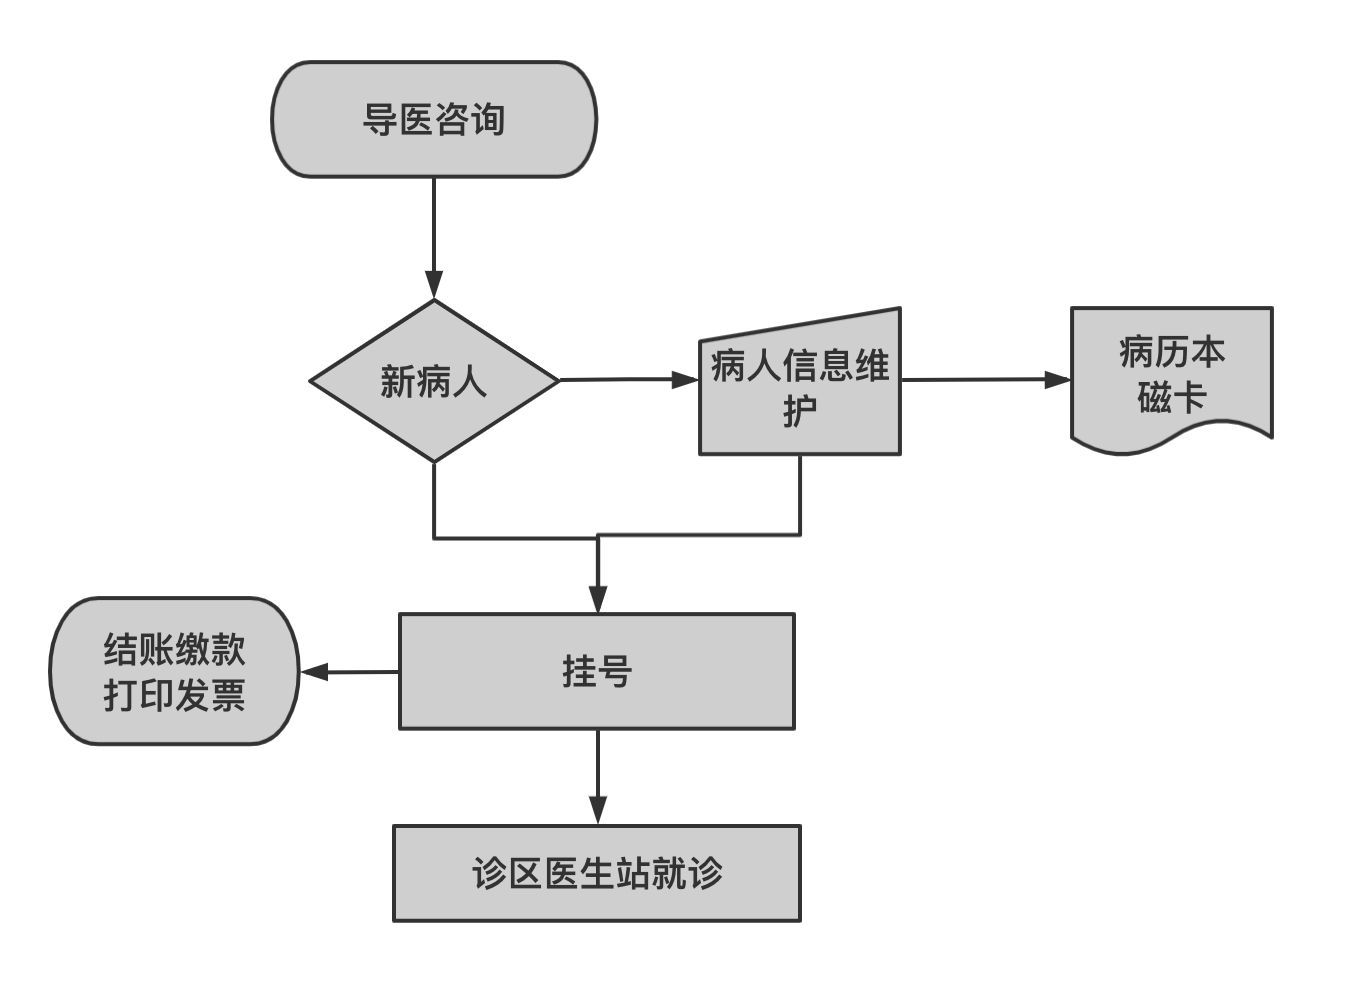 导医咨询
新病人
病人信息维
护
病历本
磁卡
结账缴款
打印发票
挂号
诊区医生站就诊